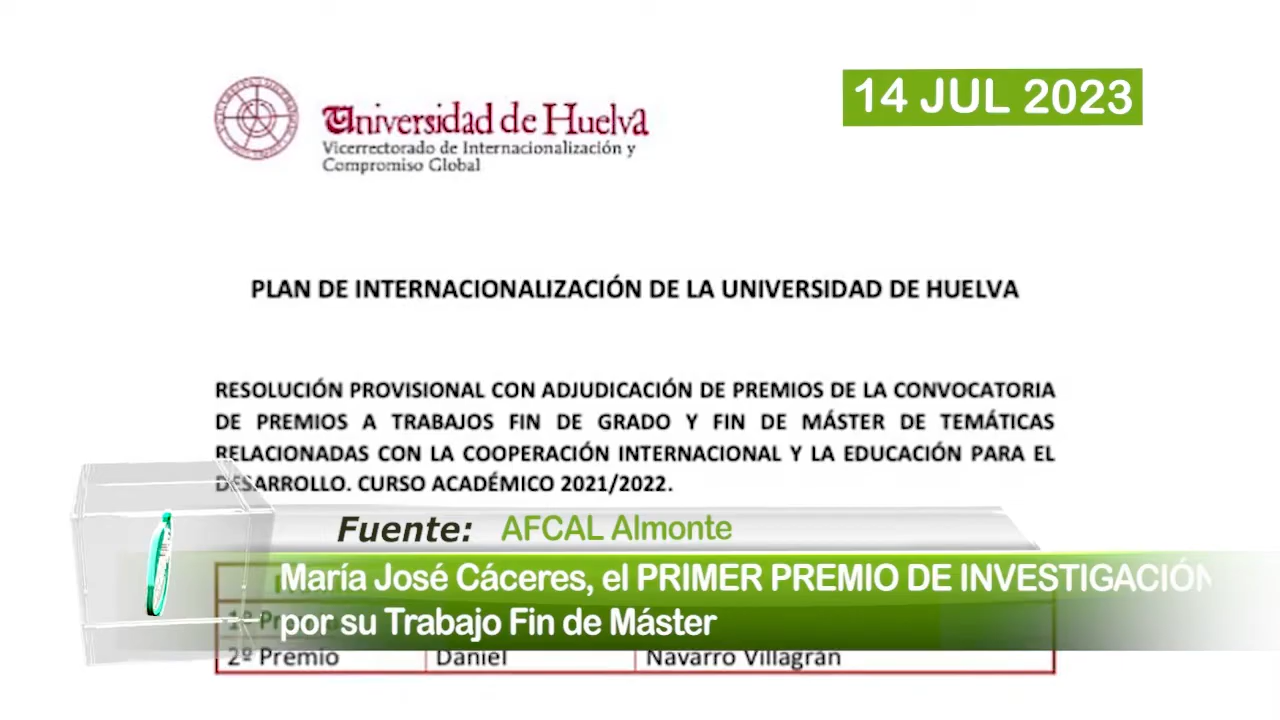 14 JUL 2023
Universidad de Huelva
Vicerrectorado de Internacionalización y
Compromiso Global
PLAN DE INTERNACIONALIZACIÓN DE LA UNIVERSIDAD DE HUELVA
RESOLUCIÓN PROVISIONAL CON ADJUDICACIÓN DE PREMIOS DE LA CONVOCATORIA
DE PREMIOS A TRABAJOS FIN DE GRADO Y FIN DE MÁSTER DE TEMÁTICAS
RELACIONADAS CON LA COOPERACIÓN INTERNACIONAL Y LA EDUCACIÓN PARA EL
DESARROLLO. CURSO ACADÉMICO 2021/2022.
Fuente: AFCAL Almonte
María José Cáceres, el PRIMER PREMIO DE INVESTIGACIÓN
por su Trabajo Fin de Máster
2º Premio Daniel Navarro Villagrán